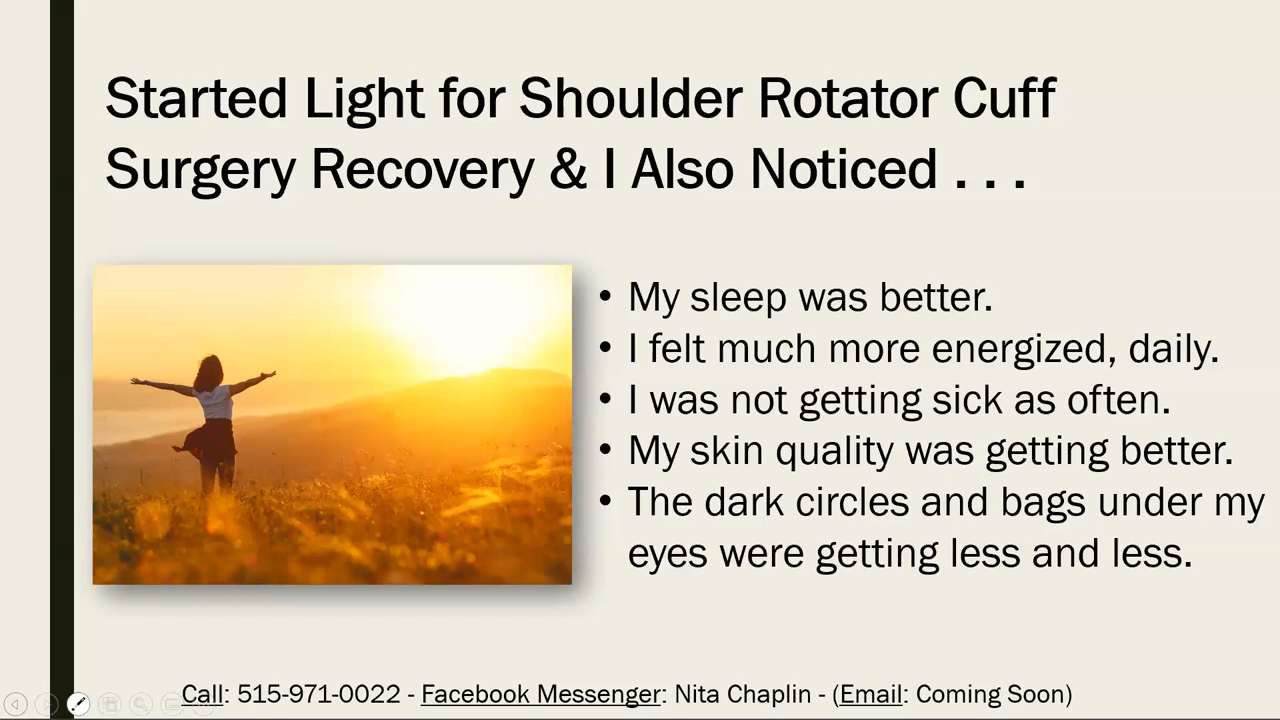 Started Light for Shoulder Rotator Cuff
Surgery Recovery & I Also Noticed . . .
• My sleep was better.
• I felt much more energized, daily.
• I was not getting sick as often.
• My skin quality was getting better.
• The dark circles and bags under my
eyes were getting less and less.
Call: 515-971-0022 - Facebook Messenger: Nita Chaplin - (Email: Coming Soon)